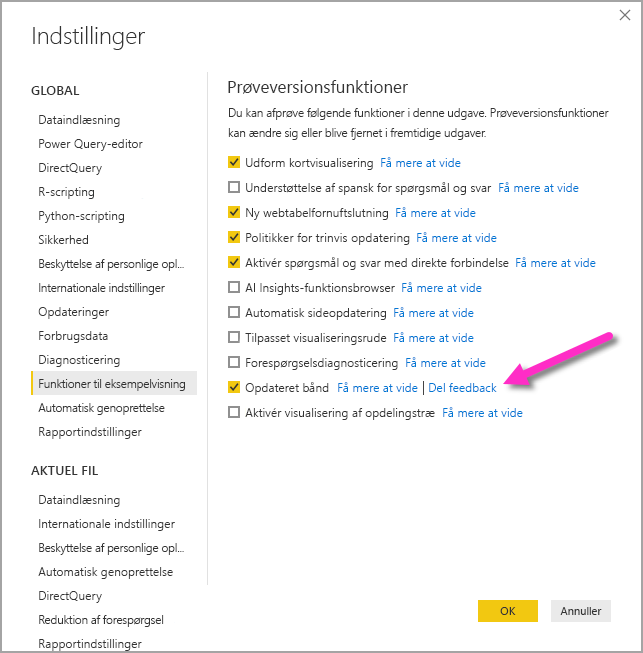 Indstillinger
GLOBAL
Dataindlæsning
Power Query-editor
DirectQuery
R-scripting
Python-scripting
Sikkerhed
Beskyttelse af personlige opl...
Internationale indstillinger
Opdateringer
Forbrugsdata
Diagnosticering
Funktioner til eksempelvisning
Automatisk genoprettelse
Rapportindstillinger
AKTUEL FIL
Dataindlæsning
Internationale indstillinger
Beskyttelse af personlige opl...
Automatisk genoprettelse
DirectQuery
Reduktion af forespørgsel
Rapportindstillinger
Prøveversionsfunktioner
Du kan afprøve følgende funktioner i denne udgave. Prøveversionsfunktioner
kan ændre sig eller blive fjernet i fremtidige udgaver.
Udform kortvisualisering Få mere at vide
Understøttelse af spansk for spørgsmål og svar Få mere at vide
Ny webtabelfornuftslutning Få mere at vide
Politikker for trinvis opdatering Få mere at vide
Aktivér spørgsmål og svar med direkte forbindelse Få mere at vide
AI Insights-funktionsbrowser Få mere at vide
Automatisk sideopdatering Få mere at vide
Tilpasset visualiseringsrude Få mere at vide
Forespørgselsdiagnosticering Få mere at vide
Opdateret bånd Få mere at vide | Del feedback
Aktivér visualisering af opdelingstræ Få mere at vide
OK Annuller